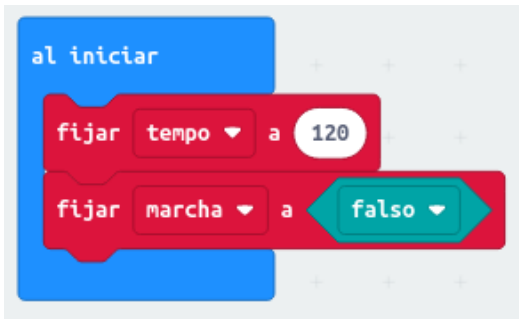 al iniciar
fijar tempo a 120
fijar marcha a falso